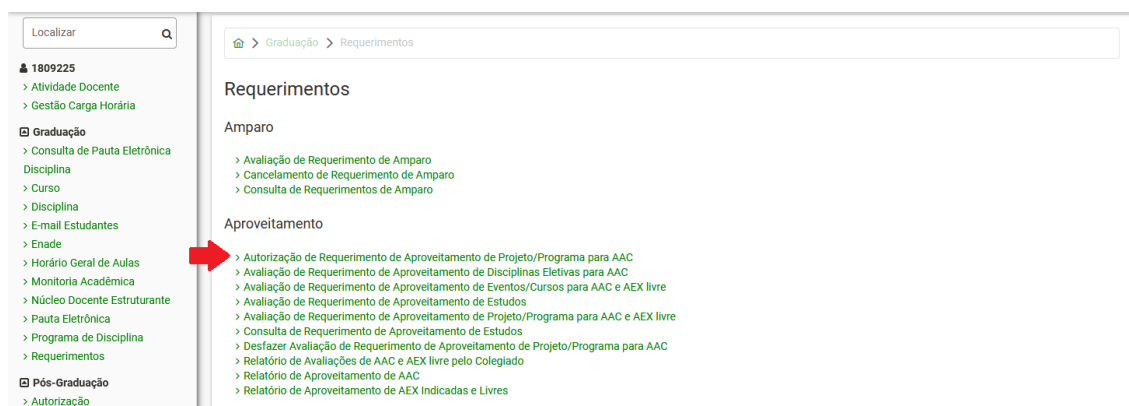 Localizar
1809225
> Atividade Docente
> Gestão Carga Horária
Graduação
> Consulta de Pauta Eletrônica
Disciplina
> Curso
> Disciplina
> E-mail Estudantes
> Enade
> Horário Geral de Aulas
> Monitoria Acadêmica
> Núcleo Docente Estruturante
> Pauta Eletrônica
> Programa de Disciplina
> Requerimentos
Pós-Graduação
> Autorização
> Graduação > Requerimentos
Requerimentos
Amparo
> Avaliação de Requerimento de Amparo
> Cancelamento de Requerimento de Amparo
> Consulta de Requerimentos de Amparo
Aproveitamento
> Autorização de Requerimento de Aproveitamento de Projeto/Programa para AAC
> Avaliação de Requerimento de Aproveitamento de Disciplinas Eletivas para AAC
> Avaliação de Requerimento de Aproveitamento de Eventos/Cursos para AAC e AEX livre
> Avaliação de Requerimento de Aproveitamento de Estudos
> Avaliação de Requerimento de Aproveitamento de Projeto/Programa para AAC e AEX livre
> Consulta de Requerimento de Aproveitamento de Estudos
> Desfazer Avaliação de Requerimento de Aproveitamento de Projeto/Programa para AAC
> Relatório de Avaliações de AAC e AEX livre pelo Colegiado
> Relatório de Aproveitamento de AAC
> Relatório de Aproveitamento de AEX Indicadas e Livres